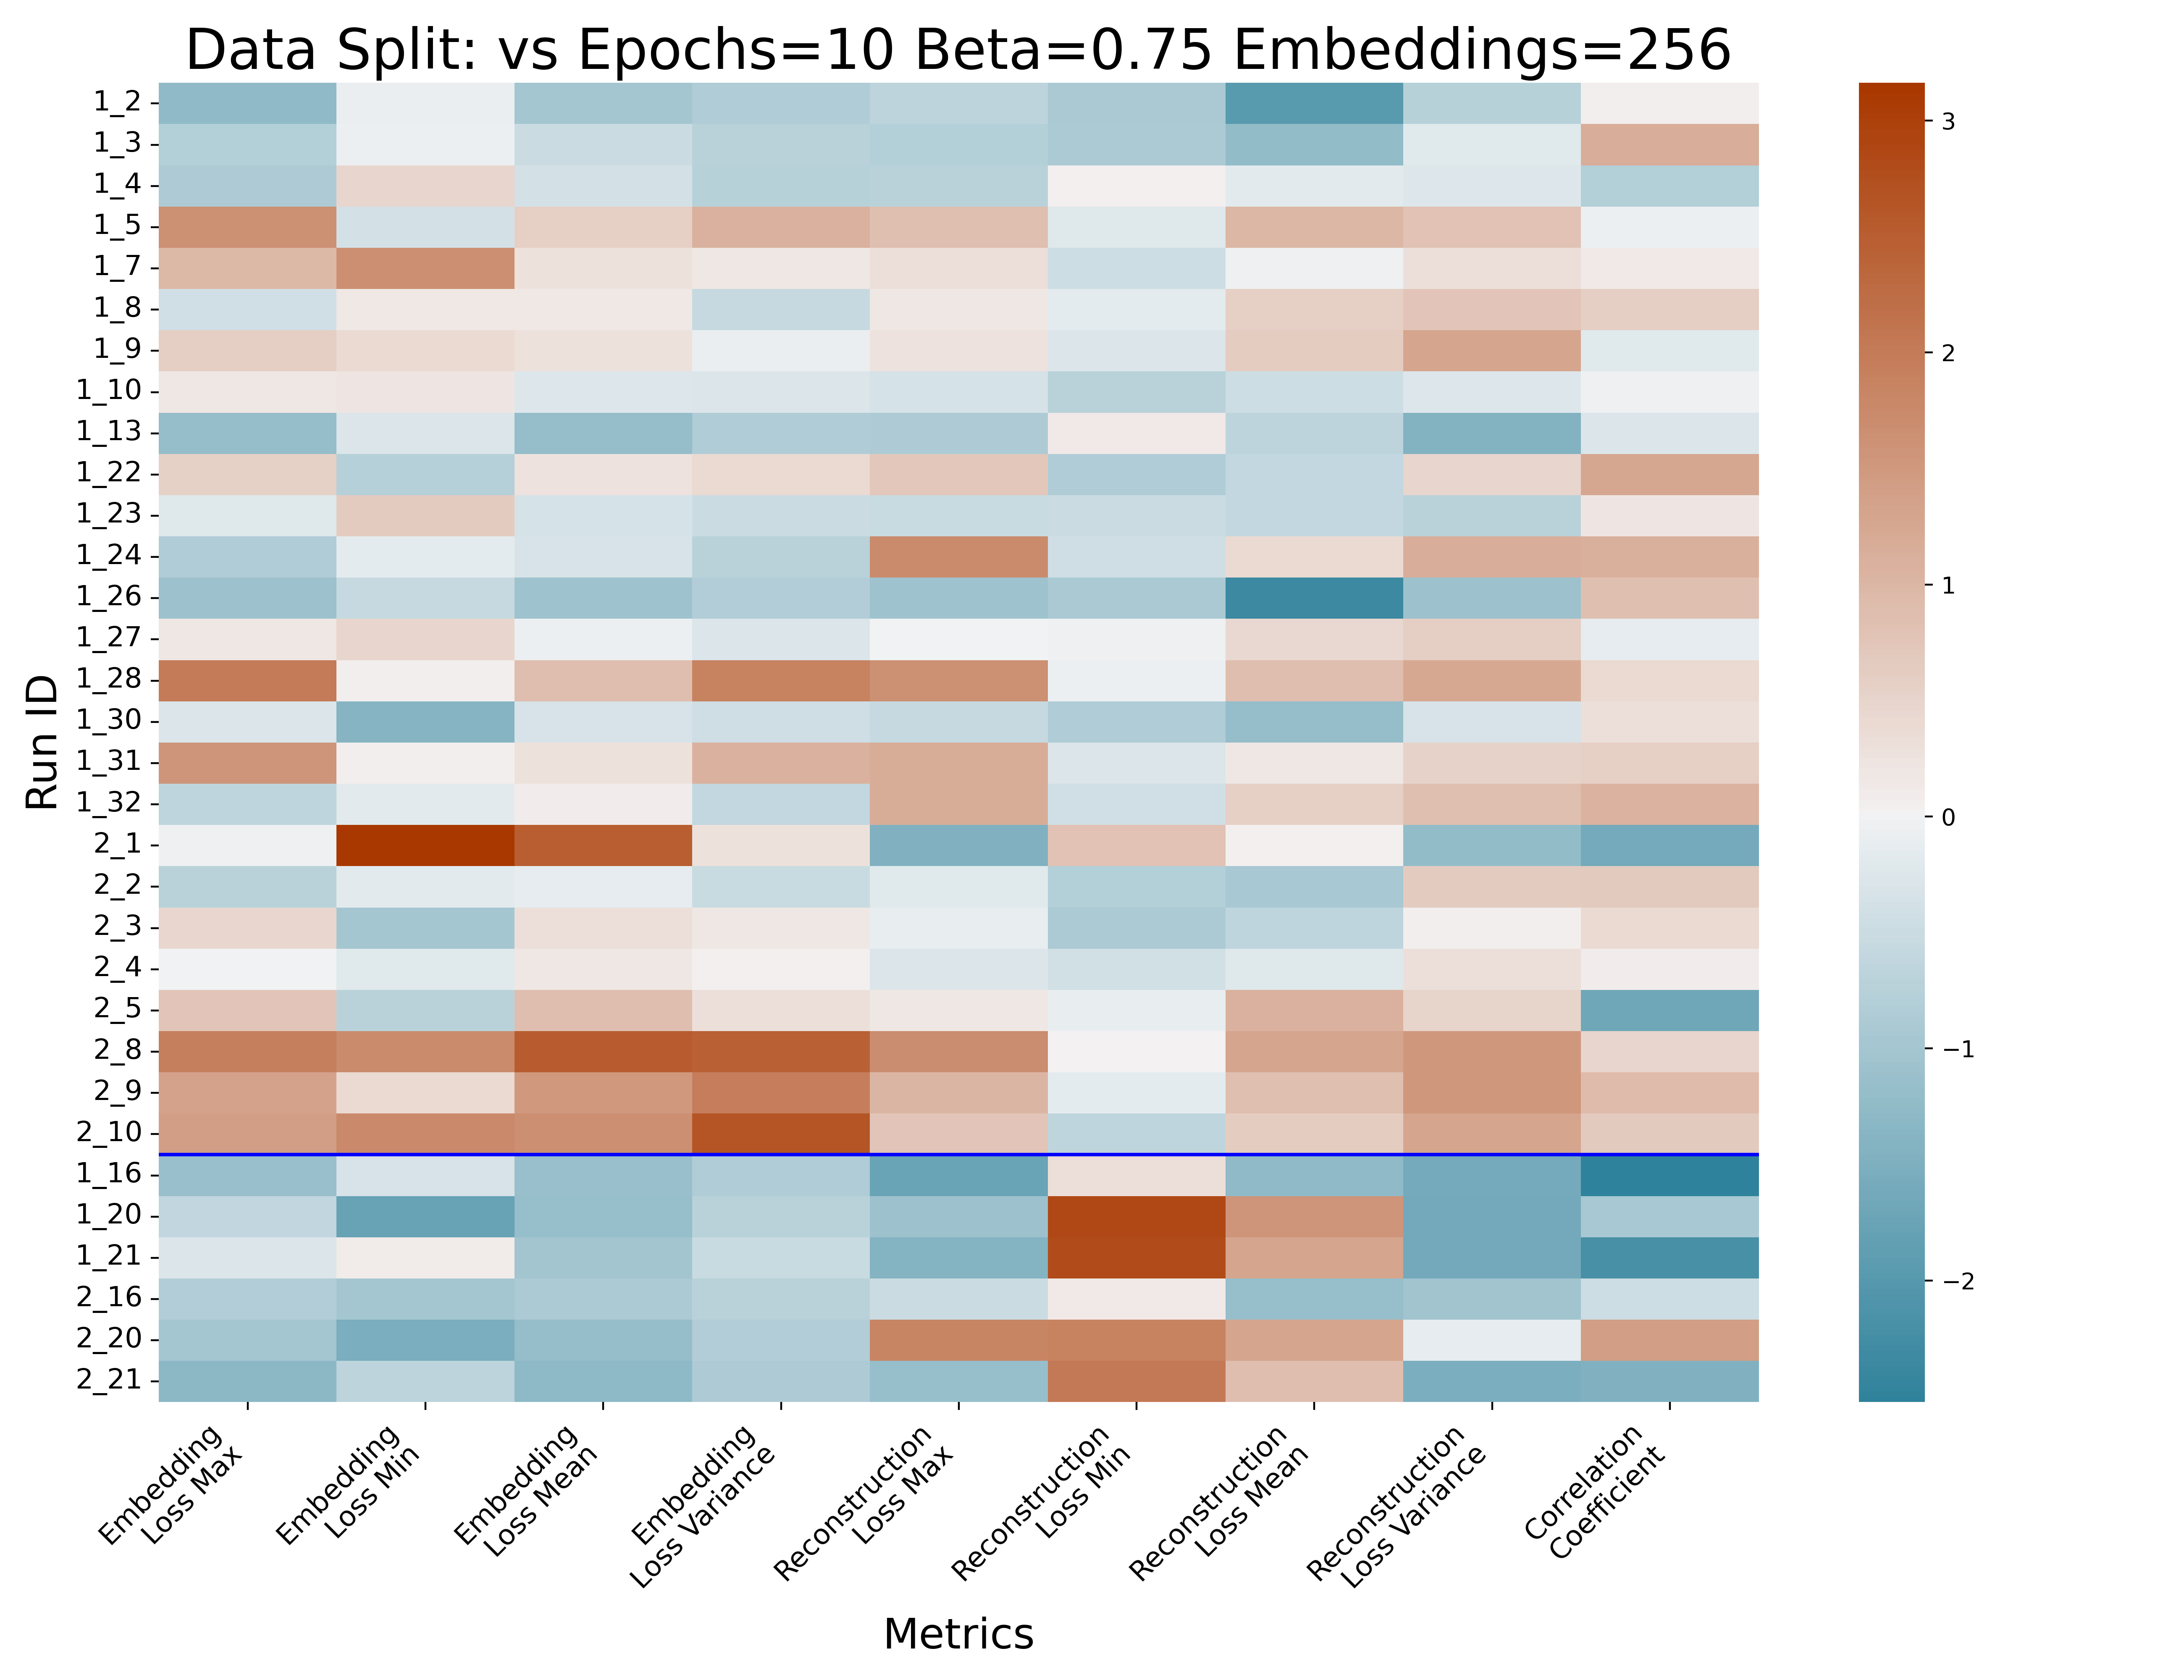 Data Split: vs Epochs=10 Beta=0.75 Embeddings=256
Run ID
1_2
1_3
1_4
1_5
1_7
1_8
1_9
1_10
1_13
1_22
1_23
1_24
1_26
1_27
1_28
1_30
1_31
1_32
2_1
2_2
2_3
2_4
2_5
2_8
2_9
2_10
1_16
1_20
1_21
2_16
2_20
2_21
Embedding
Loss Max
Embedding
Loss Min
Embedding
Loss Mean
Embedding
Loss Variance
Reconstruction
Loss Max
Reconstruction
Loss Min
Reconstruction
Loss Mean
Reconstruction
Loss Variance
Correlation
Coefficient
Metrics
3
2
1
0
−1
−2